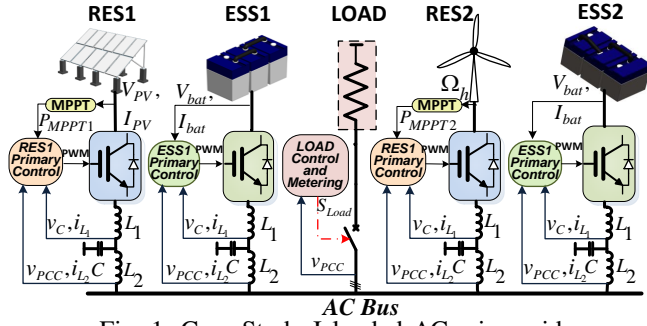 RES1
ESS1
LOAD
RES2
ESS2
V_PV,
V_bat,
Ω_h
V_bat,
MPPT
MPPT
P_MPPT1
I_PV
I_bat
P_MPPT2
I_bat
RES1
Primary
Control
PWM
ESS1
Primary
Control
PWM
LOAD
Control
and
Metering
RES1
Primary
Control
PWM
ESS1
Primary
Control
PWM
S_Load
v_C, i_L1
L_1
v_C, i_L1
L_1
v_C, i_L1
L_1
v_C, i_L1
L_1
v_PCC, i_L2
C
L_2
v_PCC, i_L2
C
L_2
v_PCC
v_PCC, i_L2
C
L_2
v_PCC, i_L2
C
L_2
AC Bus